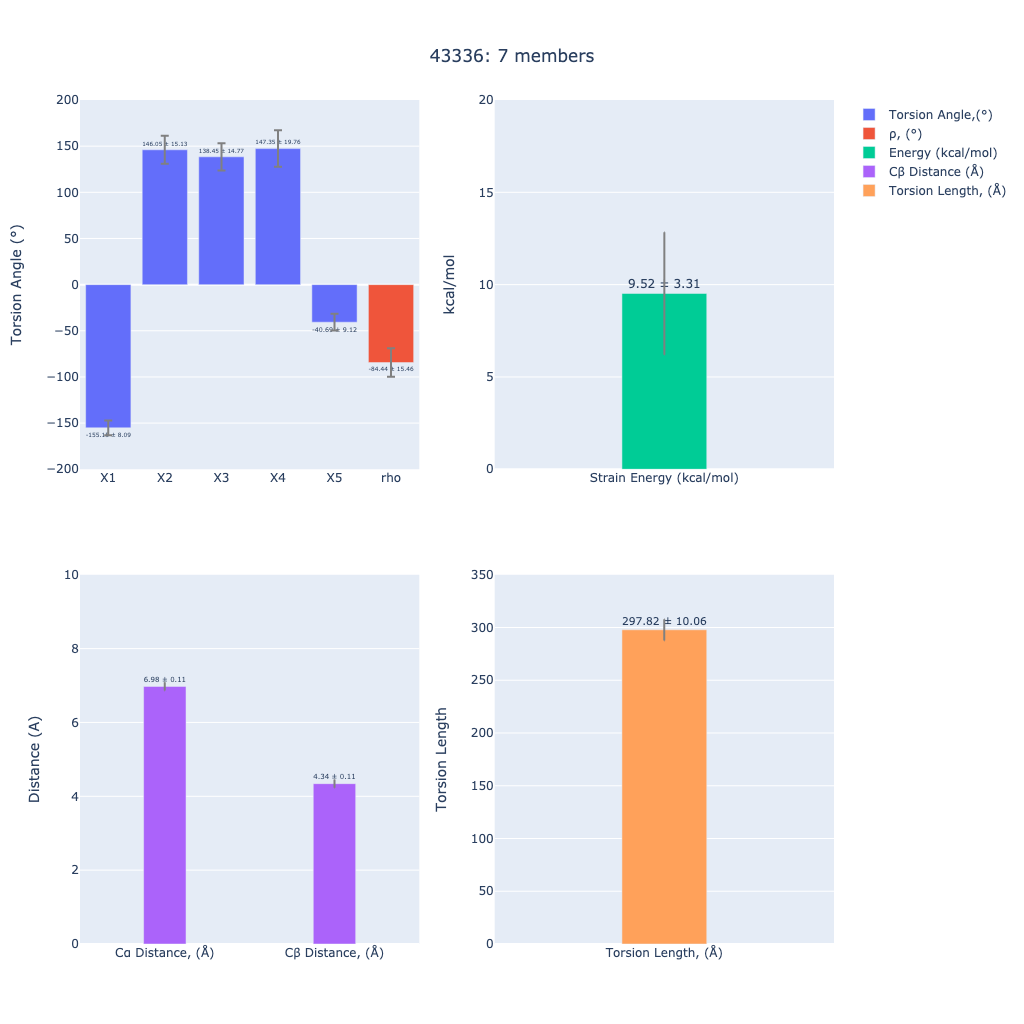 43336: 7 members
Torsion Angle (°)
200
150
100
50
0
−50
−100
−150
−200
146.05 ± 15.13
138.45 ± 14.77
147.35 ± 19.76
-84.44 ± 15.46
X1 X2 X3 X4 X5 rho
kcal/mol
20
15
10
5
0
9.52 ± 3.31
Strain Energy (kcal/mol)
Torsion Angle,(°)
ρ, (°)
Energy (kcal/mol)
Cβ Distance (Å)
Torsion Length, (Å)
Distance (A)
10
8
6
4
2
0
6.98 ± 0.11
4.34 ± 0.11
Cα Distance, (Å) Cβ Distance, (Å)
Torsion Length
350
300
250
200
150
100
50
0
297.82 ± 10.06
Torsion Length, (Å)